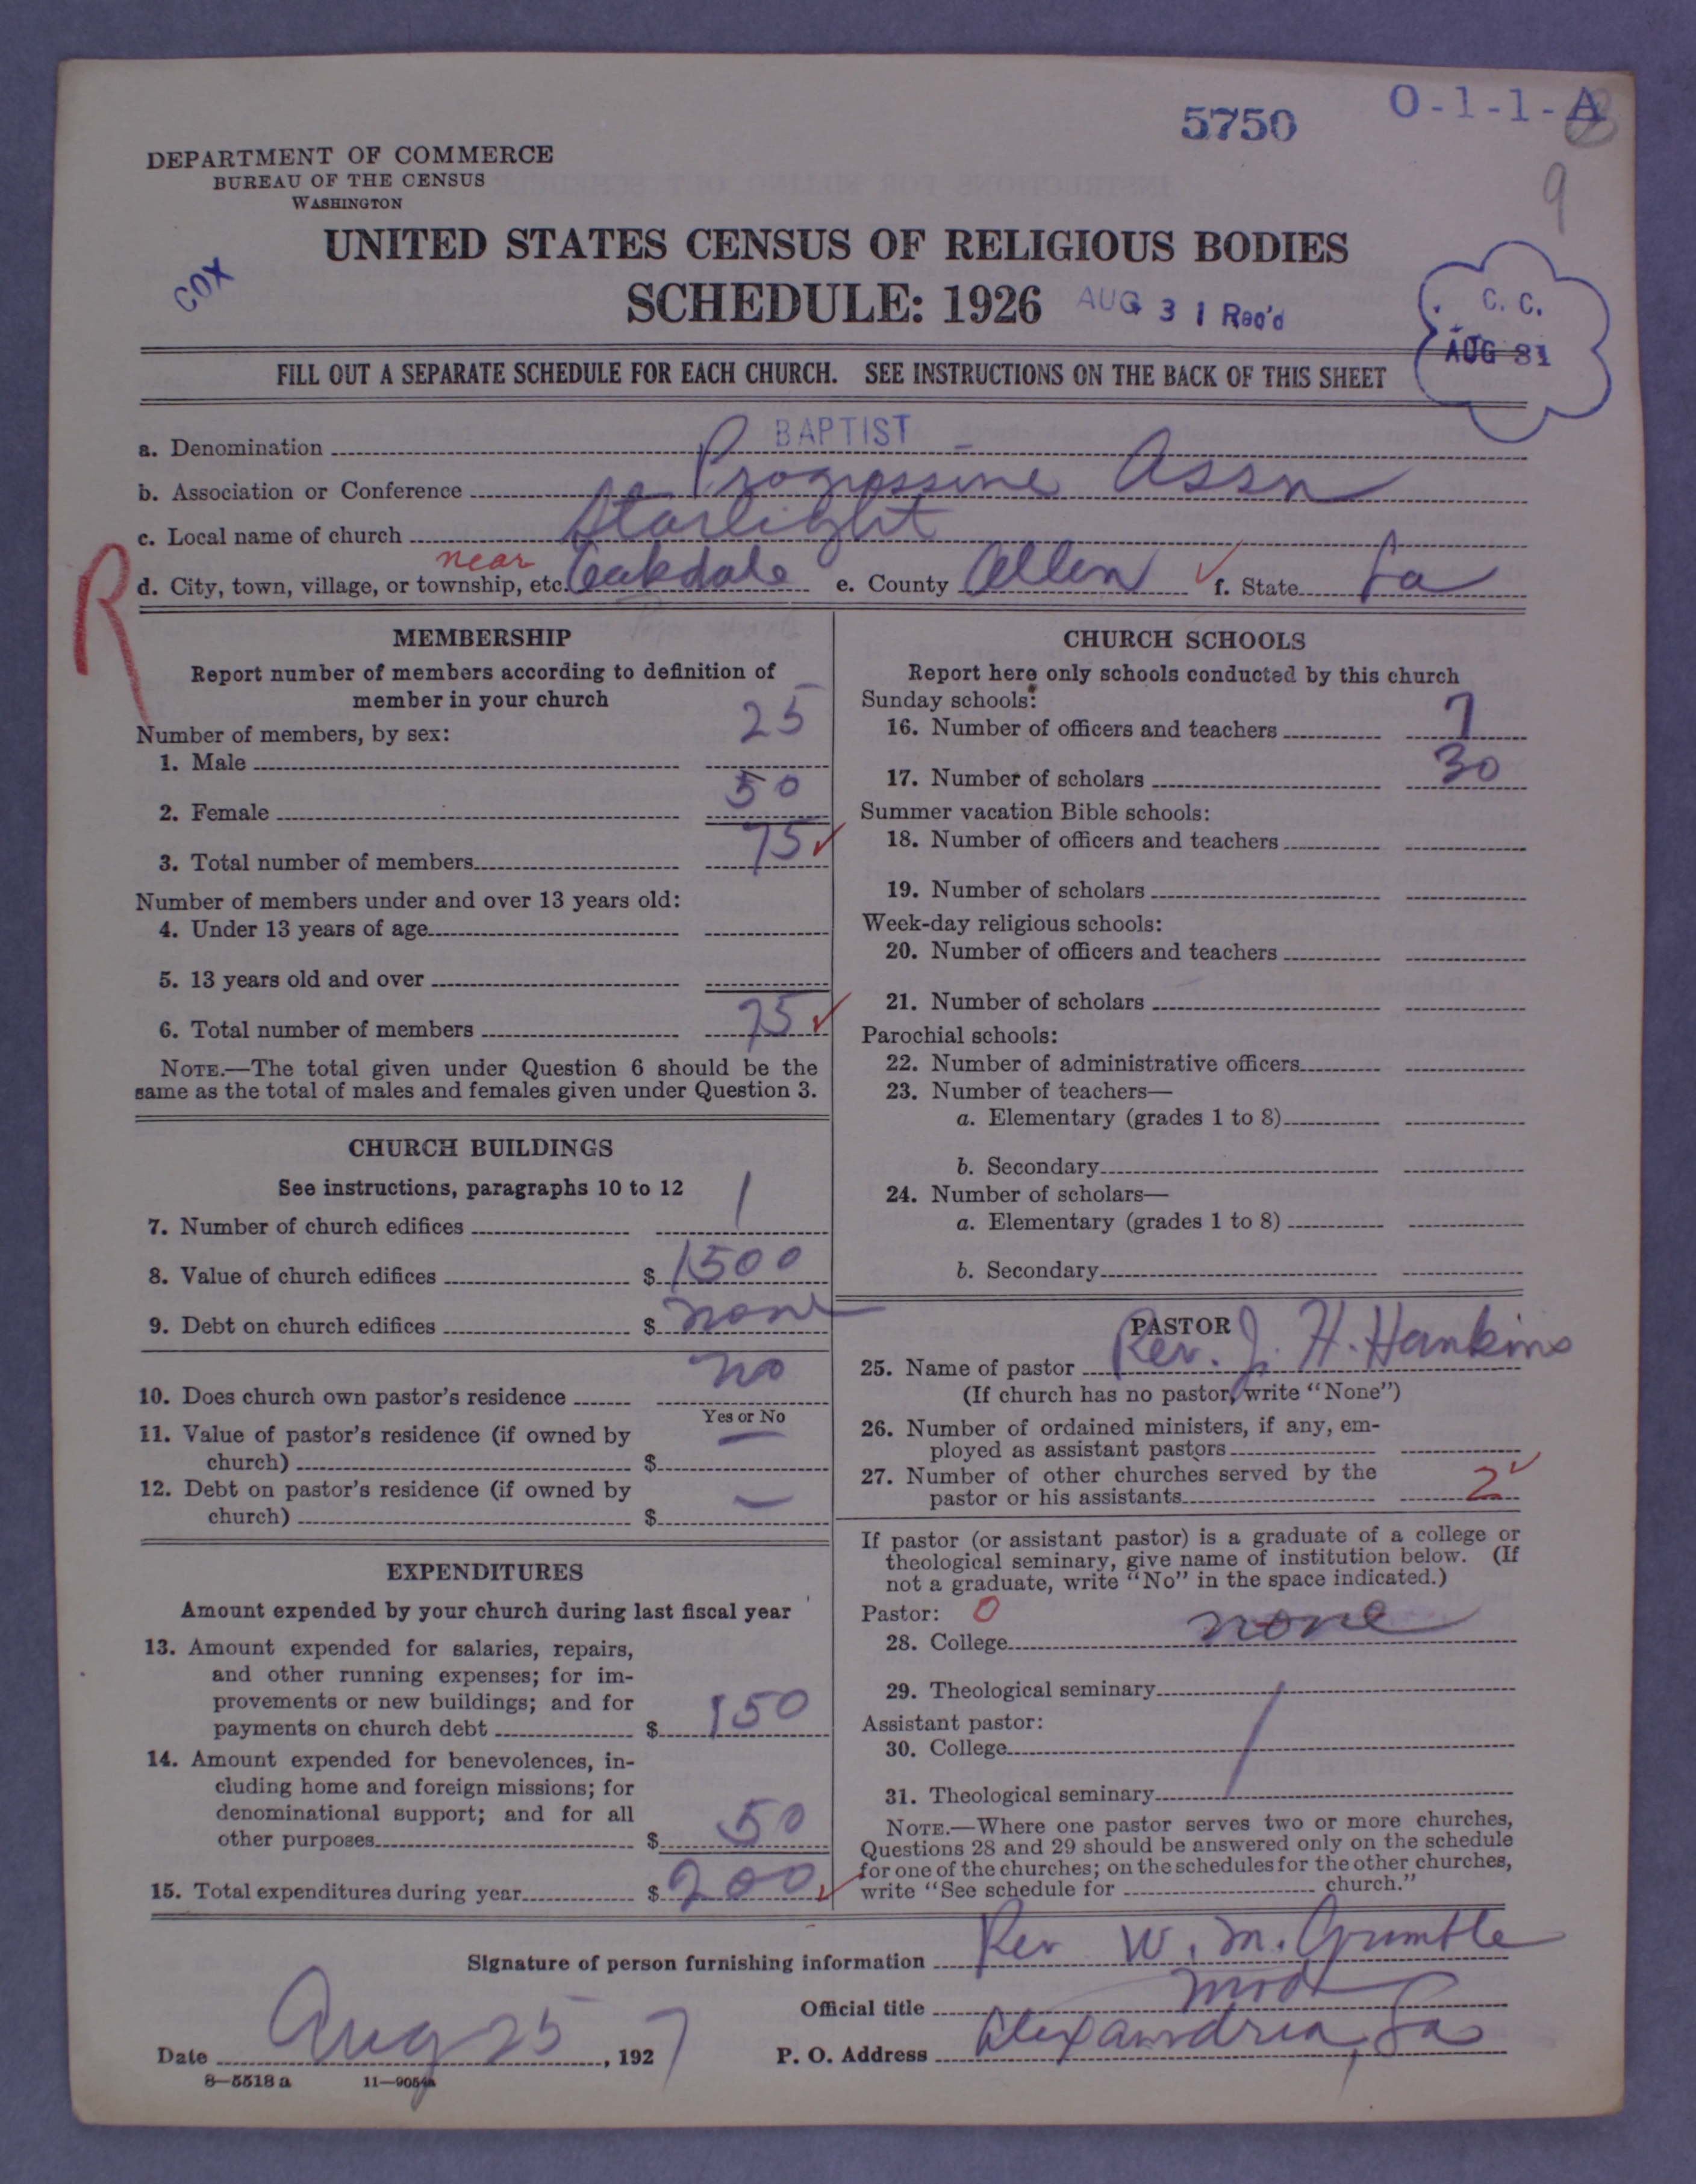 5750
O-1-1-A
9
DEPARTMENT OF COMMERCE
BUREAU OF THE CENSUS
WASHINGTON
UNITED STATES CENSUS OF RELIGIOUS BODIES
COX
SCHEDULE: 1926
AUG 31 Rec'd
C. C.
AUG 31
FILL OUT A SEPARATE SCHEDULE FOR EACH CHURCH. SEE INSTRUCTIONS ON THE BACK OF THIS SHEET
a. Denomination BAPTIST
b. Association or Conference Progressive Assn
c. Local name of church Starlight
R
near
d. City, town, village, or township, etc. Oakdale e. County Allen ✓ f. State La
MEMBERSHIP
Report number of members according to definition of
member in your church
Number of members, by sex:
1. Male 25
2. Female 50
3. Total number of members 75 ✓
Number of members under and over 13 years old:
4. Under 13 years of age
5. 13 years old and over
6. Total number of members 75 ✓
NOTE.—The total given under Question 6 should be the
same as the total of males and females given under Question 3.
CHURCH BUILDINGS
See instructions, paragraphs 10 to 12
7. Number of church edifices 1
8. Value of church edifices $ 1500
9. Debt on church edifices $ none
10. Does church own pastor's residence no
Yes or No
11. Value of pastor's residence (if owned by
church) $ —
12. Debt on pastor's residence (if owned by
church) $ —
EXPENDITURES
Amount expended by your church during last fiscal year
13. Amount expended for salaries, repairs,
and other running expenses; for im-
provements or new buildings; and for
payments on church debt $ 150
14. Amount expended for benevolences, in-
cluding home and foreign missions; for
denominational support; and for all
other purposes $ 50
15. Total expenditures during year $ 200 ✓
CHURCH SCHOOLS
Report here only schools conducted by this church
Sunday schools:
16. Number of officers and teachers 7
17. Number of scholars 30
Summer vacation Bible schools:
18. Number of officers and teachers
19. Number of scholars
Week-day religious schools:
20. Number of officers and teachers
21. Number of scholars
Parochial schools:
22. Number of administrative officers
23. Number of teachers—
a. Elementary (grades 1 to 8)
b. Secondary
24. Number of scholars—
a. Elementary (grades 1 to 8)
b. Secondary
PASTOR
25. Name of pastor Rev. J. H. Hankins
(If church has no pastor, write "None")
26. Number of ordained ministers, if any, em-
ployed as assistant pastors
27. Number of other churches served by the
pastor or his assistants 2 ✓
If pastor (or assistant pastor) is a graduate of a college or
theological seminary, give name of institution below. (If
not a graduate, write "No" in the space indicated.)
Pastor: 0
28. College none
29. Theological seminary
Assistant pastor:
30. College
31. Theological seminary
NOTE.—Where one pastor serves two or more churches,
Questions 28 and 29 should be answered only on the schedule
for one of the churches; on the schedules for the other churches,
write "See schedule for church."
Signature of person furnishing information Rev W. M. Grumble
Official title mod
Date Aug 25, 1927 P. O. Address Alexandria, La
8—5518 a 11—9054a